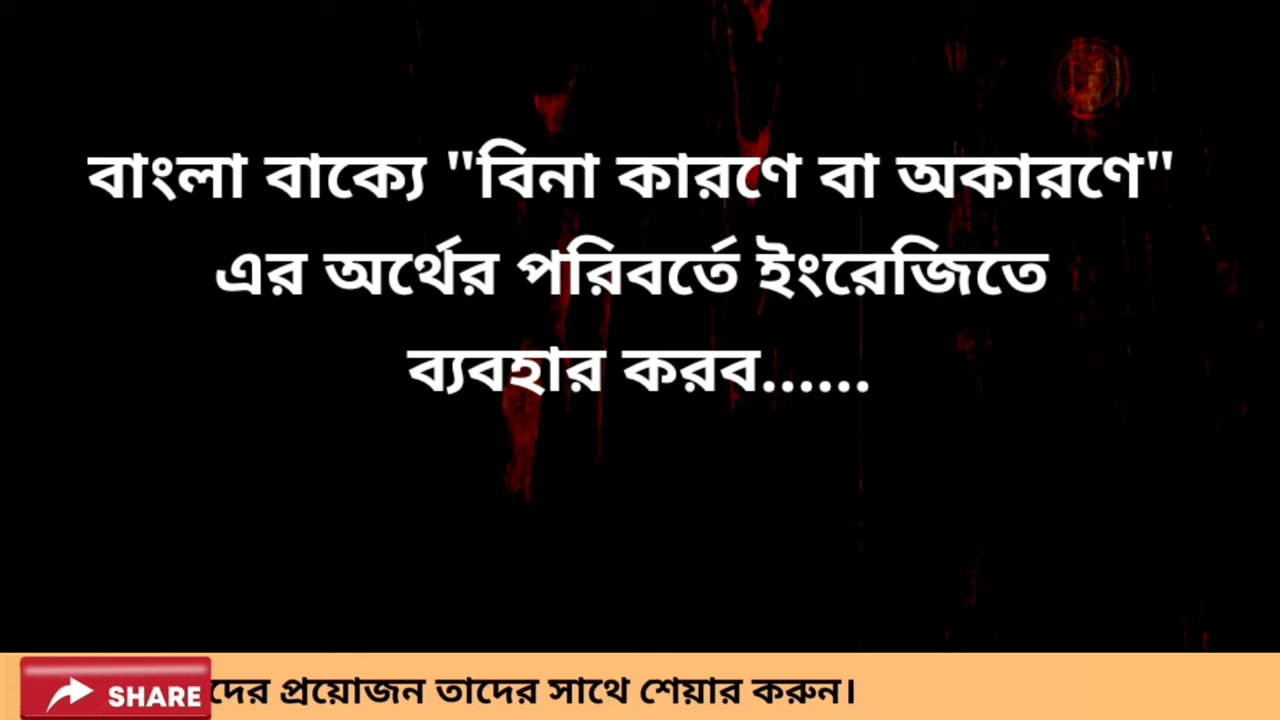 বাংলা বাক্যে "বিনা কারণে বা অকারণে"
এর অর্থের পরিবর্তে ইংরেজিতে
ব্যবহার করব......
SHARE
প্রয়োজন তাদের সাথে শেয়ার করুন।